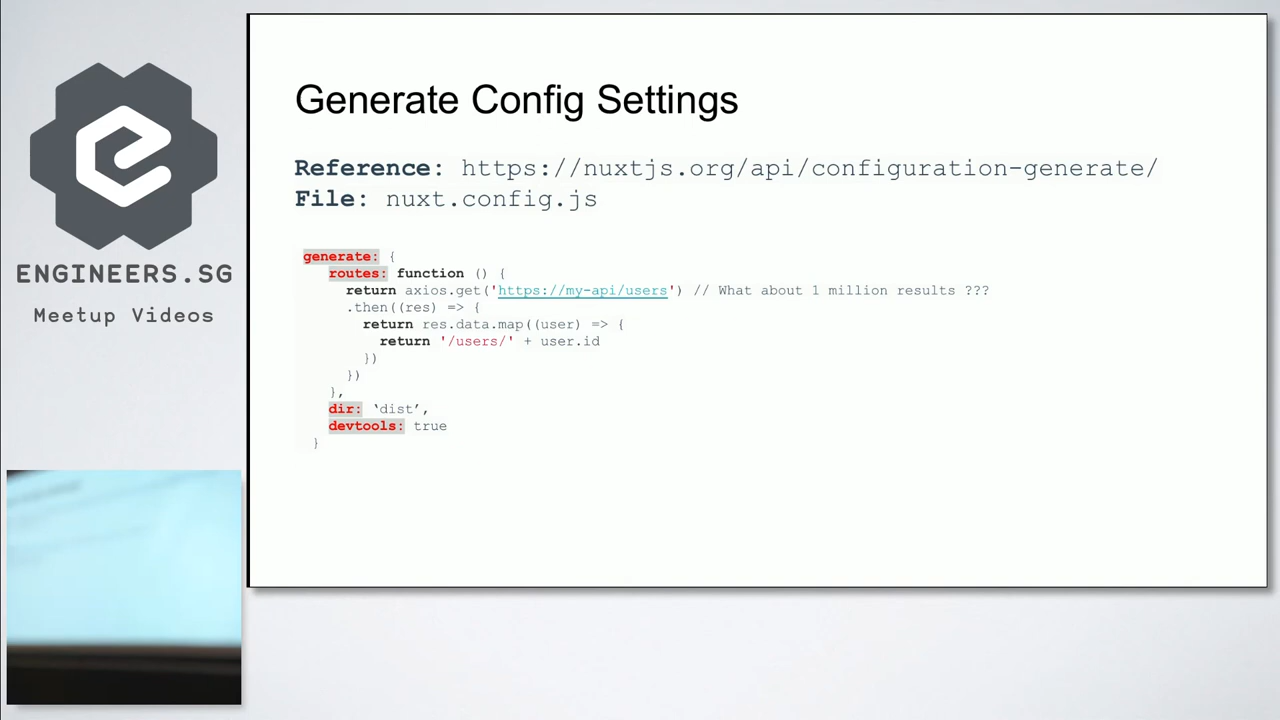 ENGINEERS.SG
Meetup Videos
Generate Config Settings
Reference: https://nuxtjs.org/api/configuration-generate/
File: nuxt.config.js
generate: {
routes: function () {
return axios.get('https://my-api/users') // What about 1 million results ???
.then((res) => {
return res.data.map((user) => {
return '/users/' + user.id
})
})
},
dir: ‘dist’,
devtools: true
}